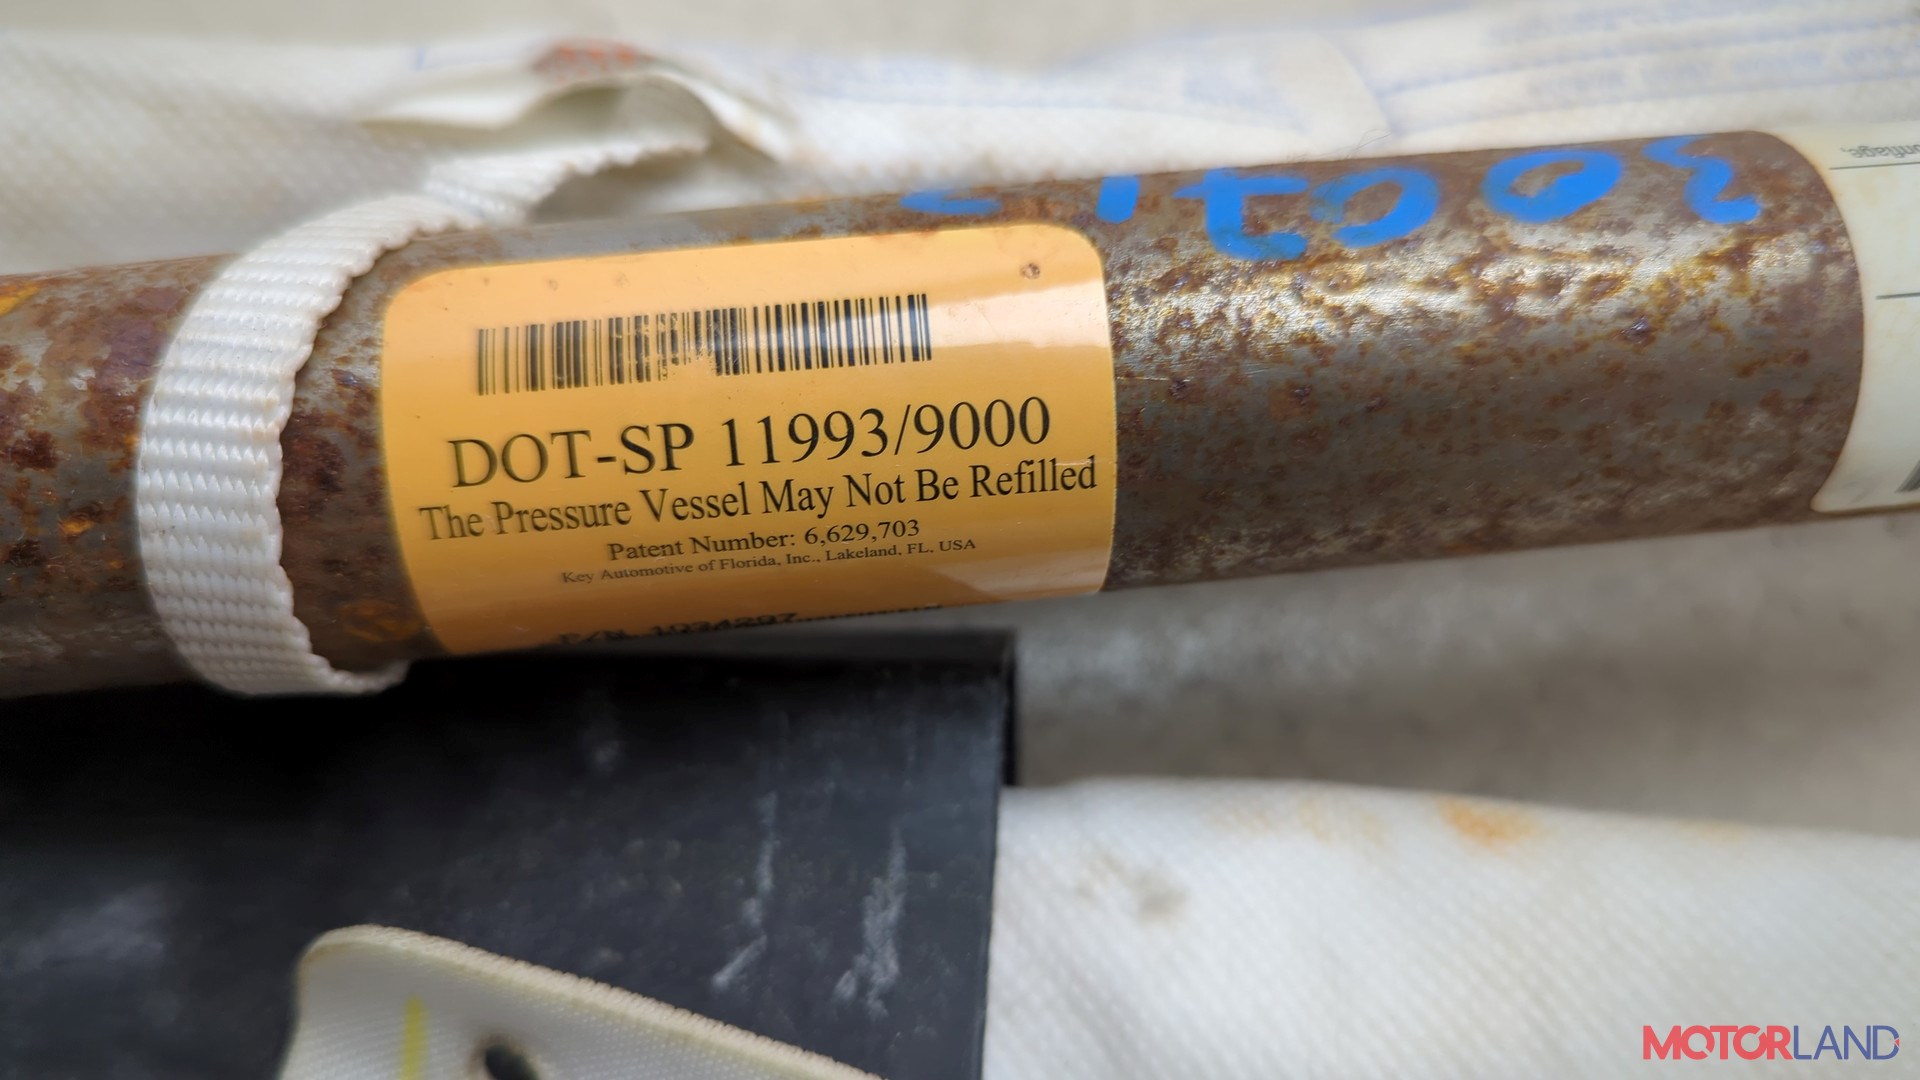 DOT-SP 11993/9000
The Pressure Vessel May Not Be Refilled
Patent Number: 6,629,703
Key Automotive of Florida, Inc., Lakeland, FL, USA
P/N 1034297
MOTORLAND